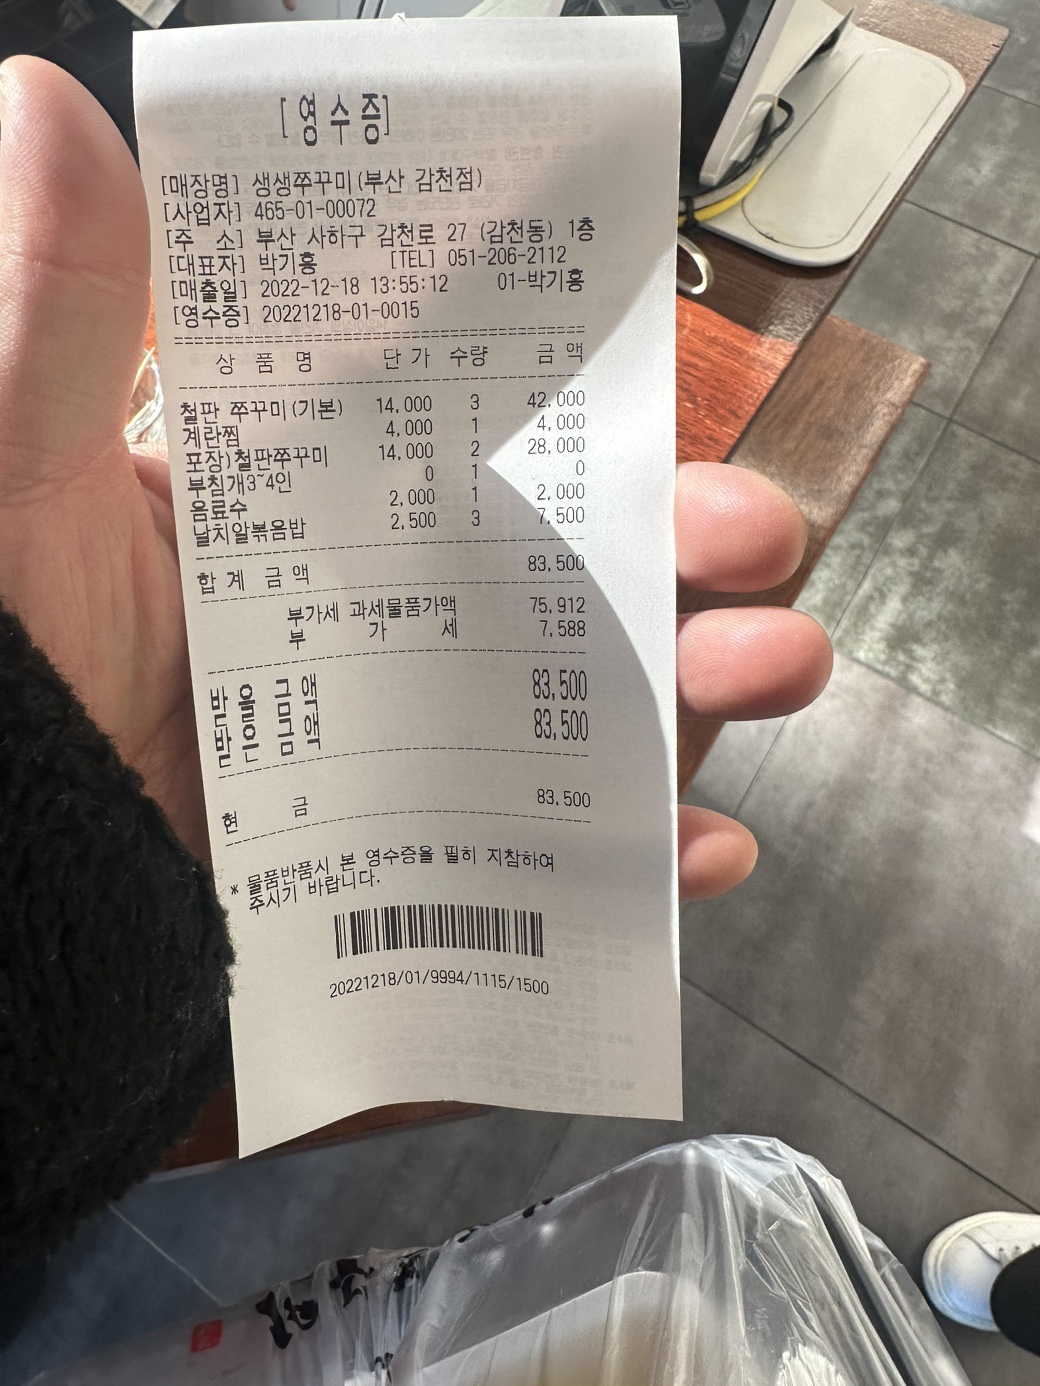 [영수증]
[매장명] 생생쭈꾸미(부산 감천점)
[사업자] 465-01-00072
[주 소] 부산 사하구 감천로 27 (감천동) 1층
[대표자] 박기홍 [TEL] 051-206-2112
[매출일] 2022-12-18 13:55:12 01-박기홍
[영수증] 20221218-01-0015
상 품 명 단 가 수량 금 액
철판 쭈꾸미(기본) 14,000 3 42,000
계란찜 4,000 1 4,000
포장)철판쭈꾸미 14,000 2 28,000
부침개3~4인 0 1 0
음료수 2,000 1 2,000
날치알볶음밥 2,500 3 7,500
합 계 금 액 83,500
부가세 과세물품가액 75,912
부 가 세 7,588
받 을 금 액 83,500
받 은 금 액 83,500
현 금 83,500
* 물품반품시 본 영수증을 필히 지참하여
주시기 바랍니다.
20221218/01/9994/1115/1500